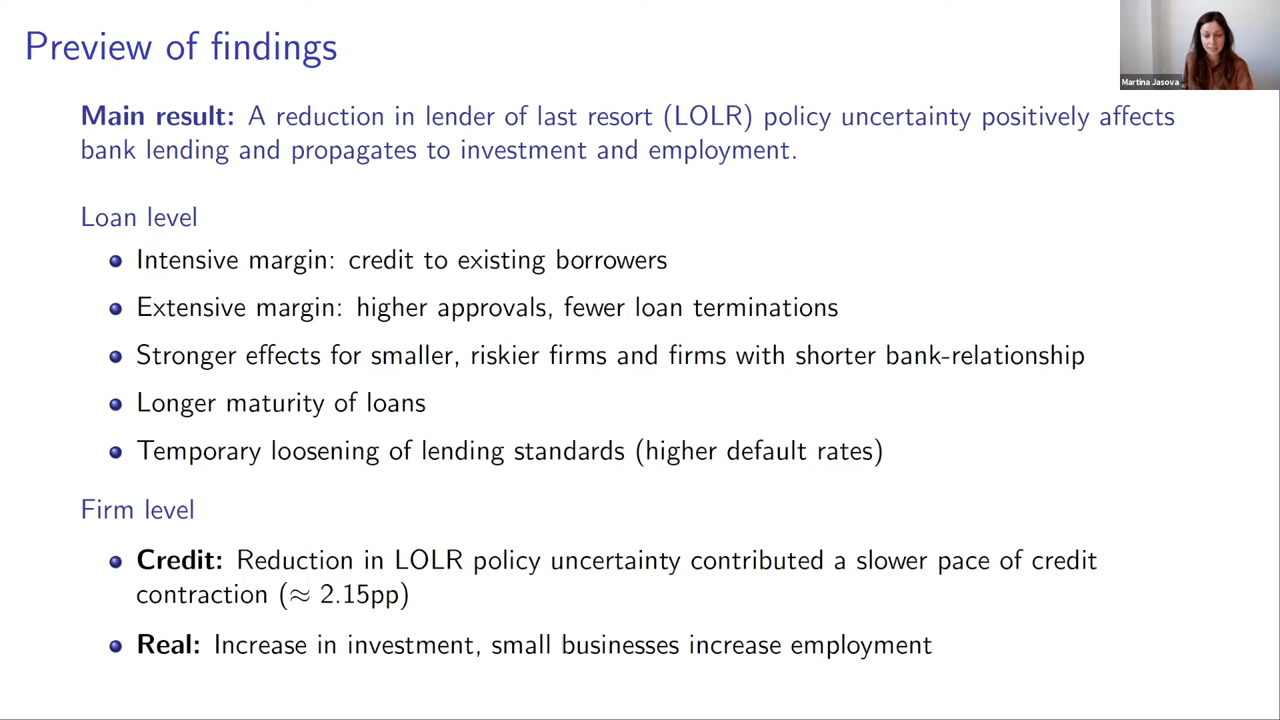 Preview of findings
Martina Jasova
Main result: A reduction in lender of last resort (LOLR) policy uncertainty positively affects
bank lending and propagates to investment and employment.
Loan level
Intensive margin: credit to existing borrowers
Extensive margin: higher approvals, fewer loan terminations
Stronger effects for smaller, riskier firms and firms with shorter bank-relationship
Longer maturity of loans
Temporary loosening of lending standards (higher default rates)
Firm level
Credit: Reduction in LOLR policy uncertainty contributed a slower pace of credit
contraction (≈ 2.15pp)
Real: Increase in investment, small businesses increase employment